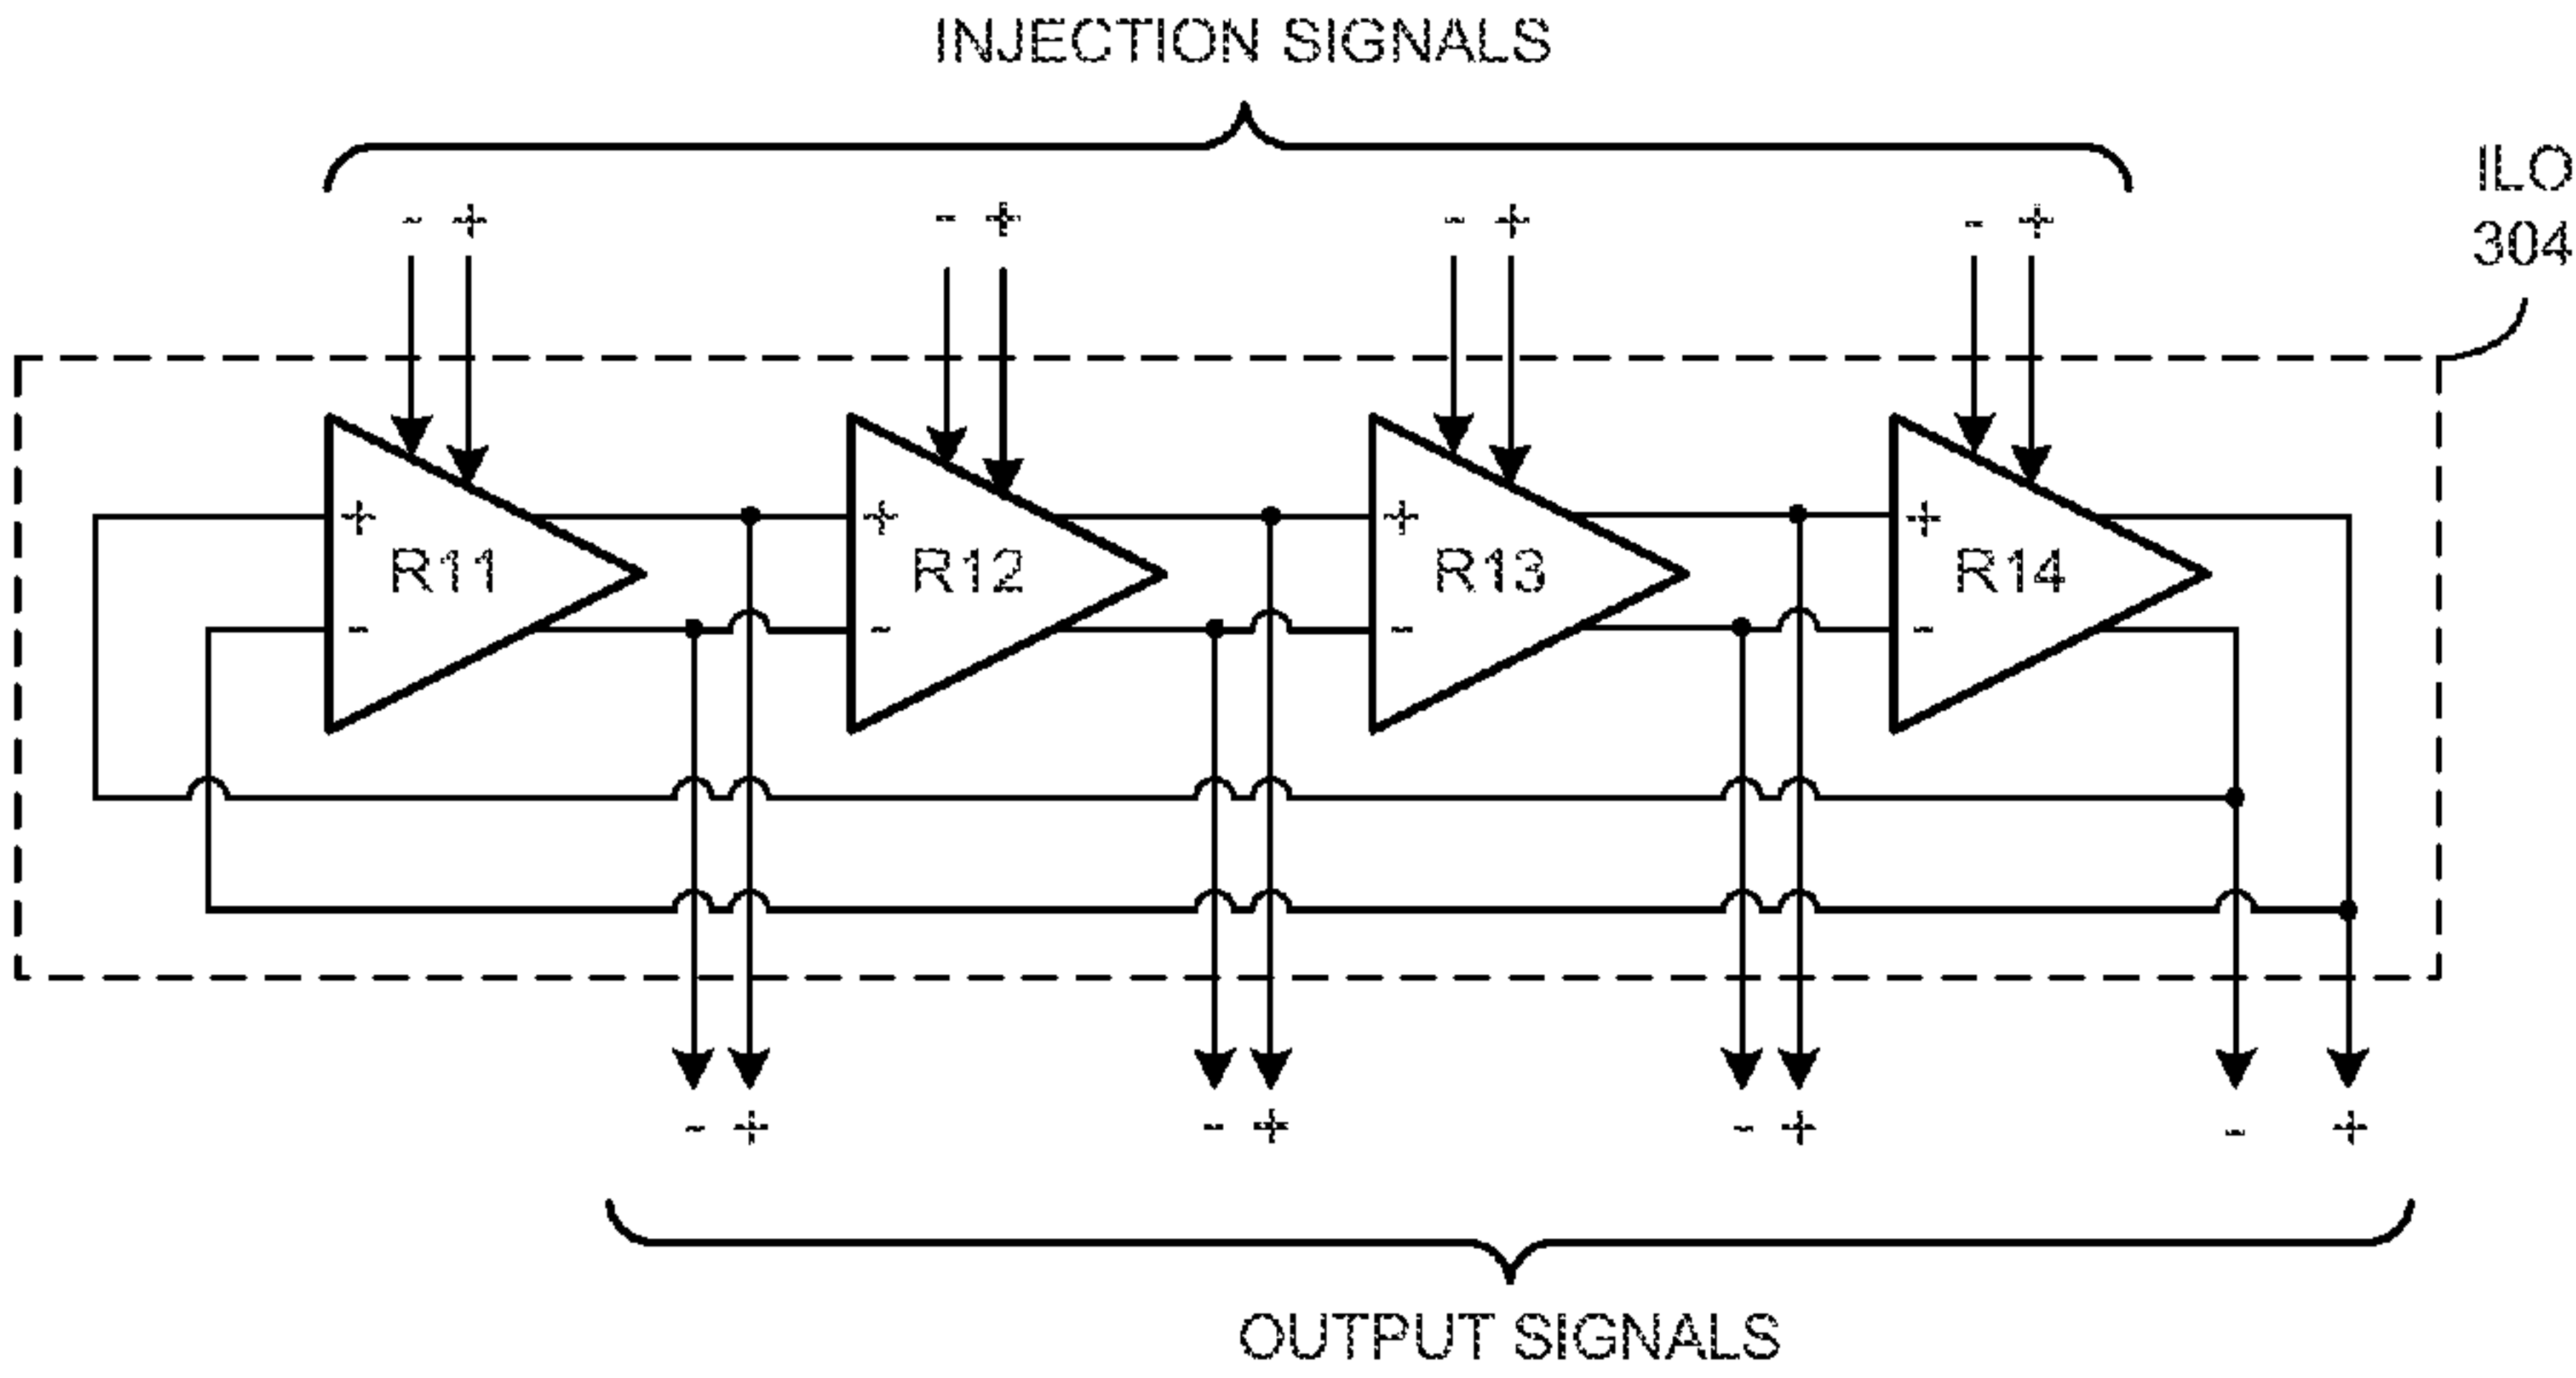 INJECTION SIGNALS
ILO
304
- + - + - + - +
+ + + +
R11 R12 R13 R14
- - - -
- + - + - + - +
OUTPUT SIGNALS